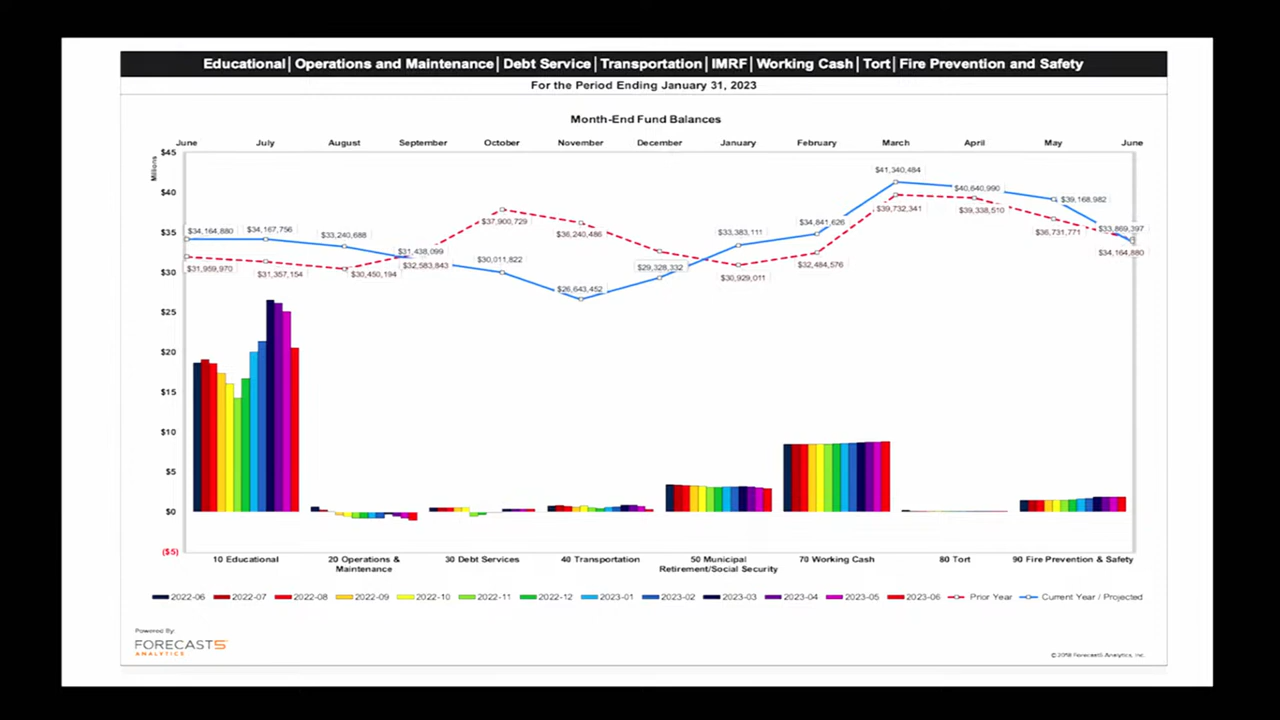 Educational| Operations and Maintenance| Debt Service| Transportation| IMRF| Working Cash| Tort| Fire Prevention and Safety
For the Period Ending January 31, 2023
Month-End Fund Balances
June July August September October November December January February March April May June
Millions
$45
$40
$35
$30
$25
$20
$15
$10
$5
$0
($5)
$34,164,880 $34,167,756 $33,240,688 $31,438,099 $30,011,822 $26,643,452 $29,328,332 $33,383,111 $34,841,626 $41,340,484 $40,640,990 $39,168,982 $33,869,397
$31,959,970 $31,357,154 $30,450,194 $32,583,843 $37,900,729 $36,240,486 $30,929,011 $32,484,576 $39,732,341 $39,338,510 $36,731,771 $34,164,880
10 Educational 20 Operations & 30 Debt Services 40 Transportation 50 Municipal 70 Working Cash 80 Tort 90 Fire Prevention & Safety
Maintenance Retirement/Social Security
2022-06 2022-07 2022-08 2022-09 2022-10 2022-11 2022-12 2023-01 2023-02 2023-03 2023-04 2023-05 2023-06 Prior Year Current Year / Projected
Powered By:
FORECAST5
ANALYTICS
© 2018 Forecast5 Analytics, Inc.